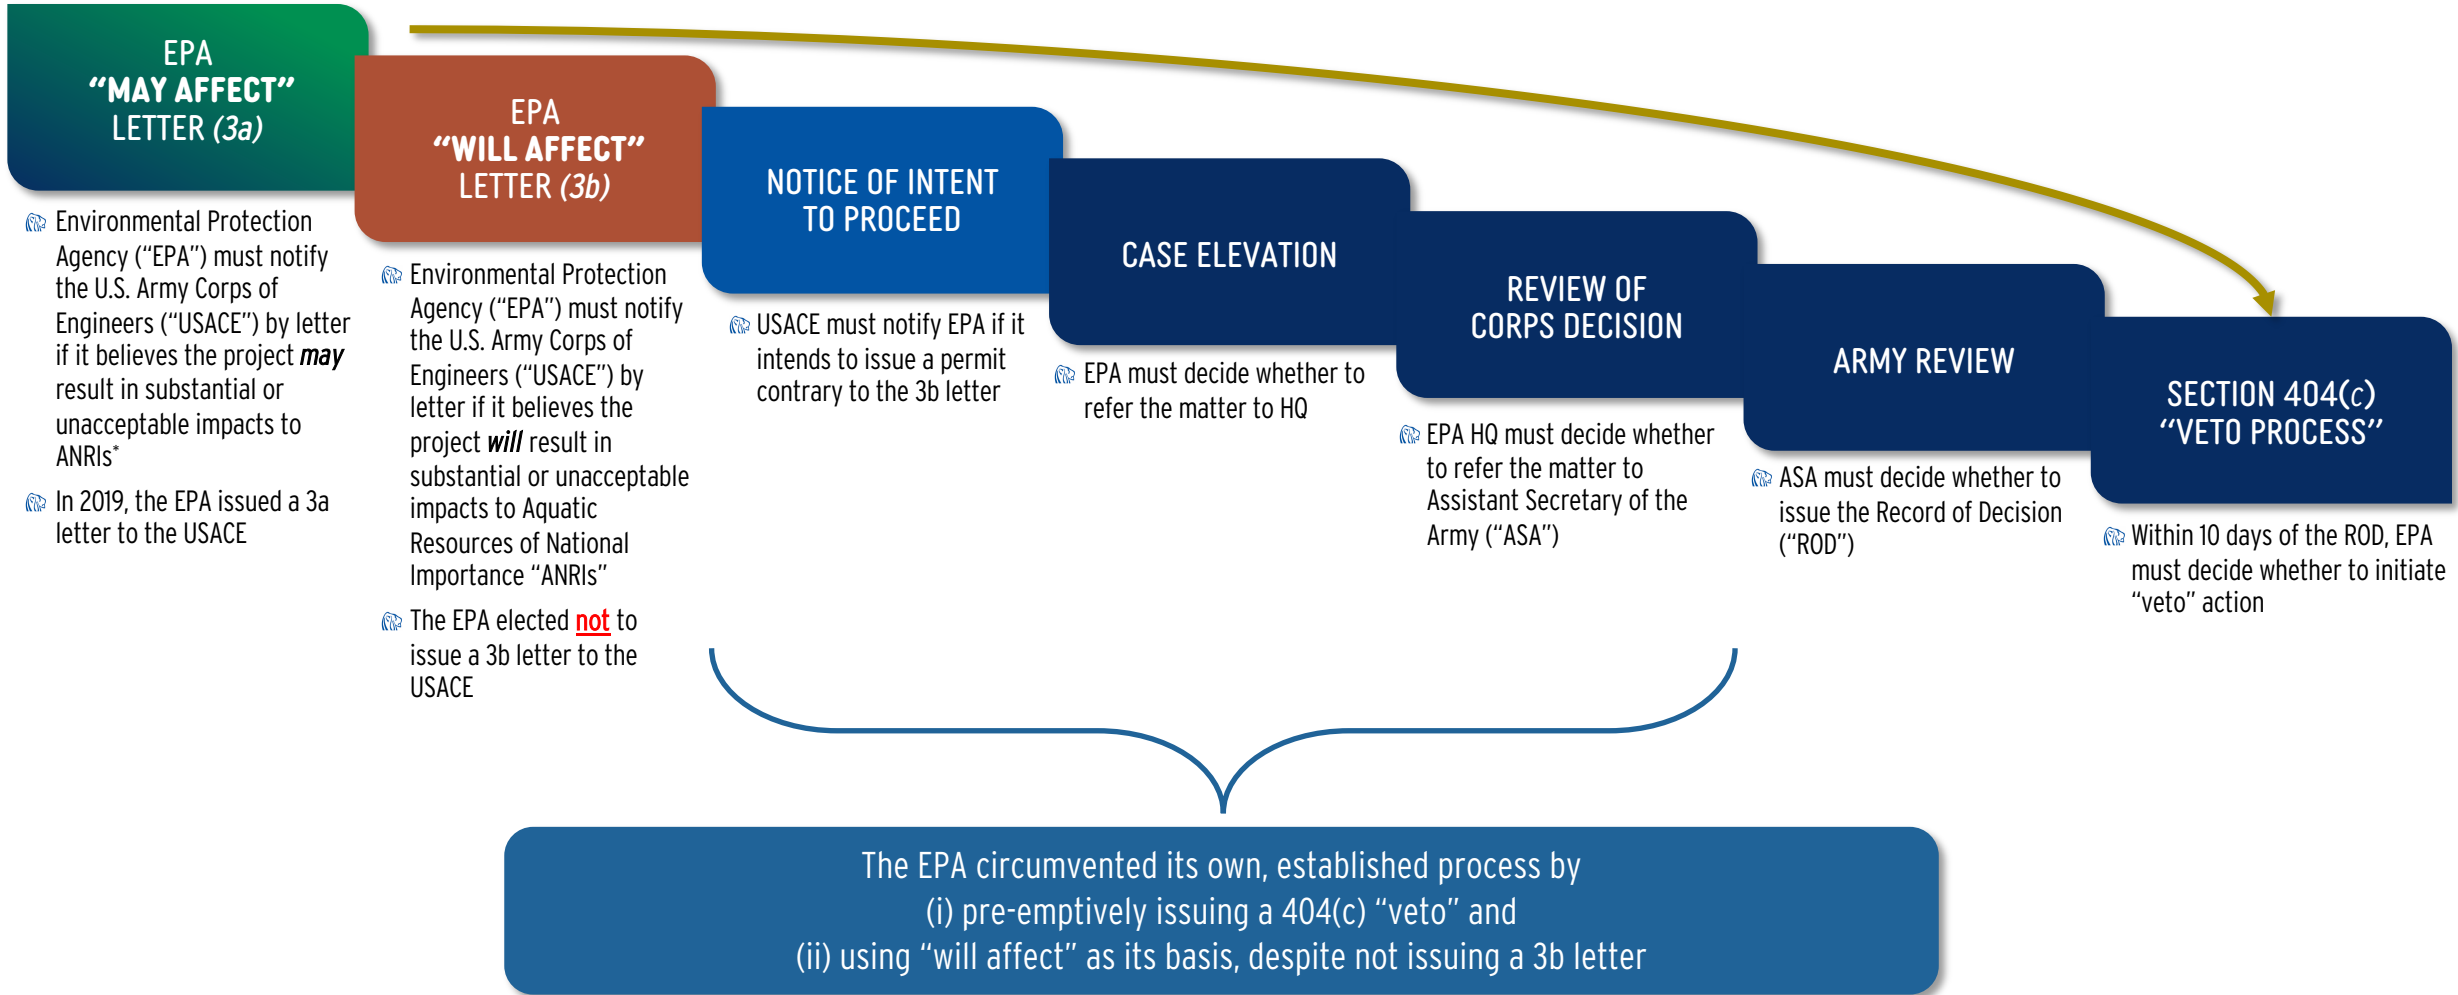 EPA
“MAY AFFECT”
LETTER (3a)
Environmental Protection
Agency (“EPA”) must notify
the U.S. Army Corps of
Engineers (“USACE”) by letter
if it believes the project may
result in substantial or
unacceptable impacts to
ANRIs*
In 2019, the EPA issued a 3a
letter to the USACE
EPA
“WILL AFFECT”
LETTER (3b)
Environmental Protection
Agency (“EPA”) must notify
the U.S. Army Corps of
Engineers (“USACE”) by
letter if it believes the
project will result in
substantial or unacceptable
impacts to Aquatic
Resources of National
Importance “ANRIs”
The EPA elected not to
issue a 3b letter to the
USACE
NOTICE OF INTENT
TO PROCEED
USACE must notify EPA if it
intends to issue a permit
contrary to the 3b letter
CASE ELEVATION
EPA must decide whether to
refer the matter to HQ
REVIEW OF
CORPS DECISION
EPA HQ must decide whether
to refer the matter to
Assistant Secretary of the
Army (“ASA”)
ARMY REVIEW
ASA must decide whether to
issue the Record of Decision
(“ROD”)
SECTION 404(c)
“VETO PROCESS”
Within 10 days of the ROD, EPA
must decide whether to initiate
“veto” action
The EPA circumvented its own, established process by
(i) pre-emptively issuing a 404(c) “veto” and
(ii) using “will affect” as its basis, despite not issuing a 3b letter